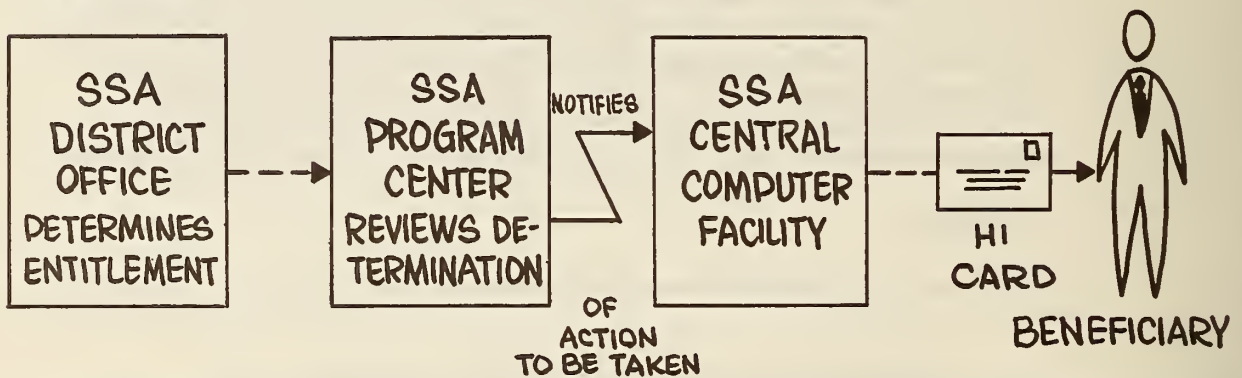 SSA
DISTRICT
OFFICE
DETERMINES
ENTITLEMENT
SSA
PROGRAM
CENTER
REVIEWS DE-
TERMINATION
NOTIFIES
OF
ACTION
TO BE TAKEN
SSA
CENTRAL
COMPUTER
FACILITY
HI
CARD
BENEFICIARY